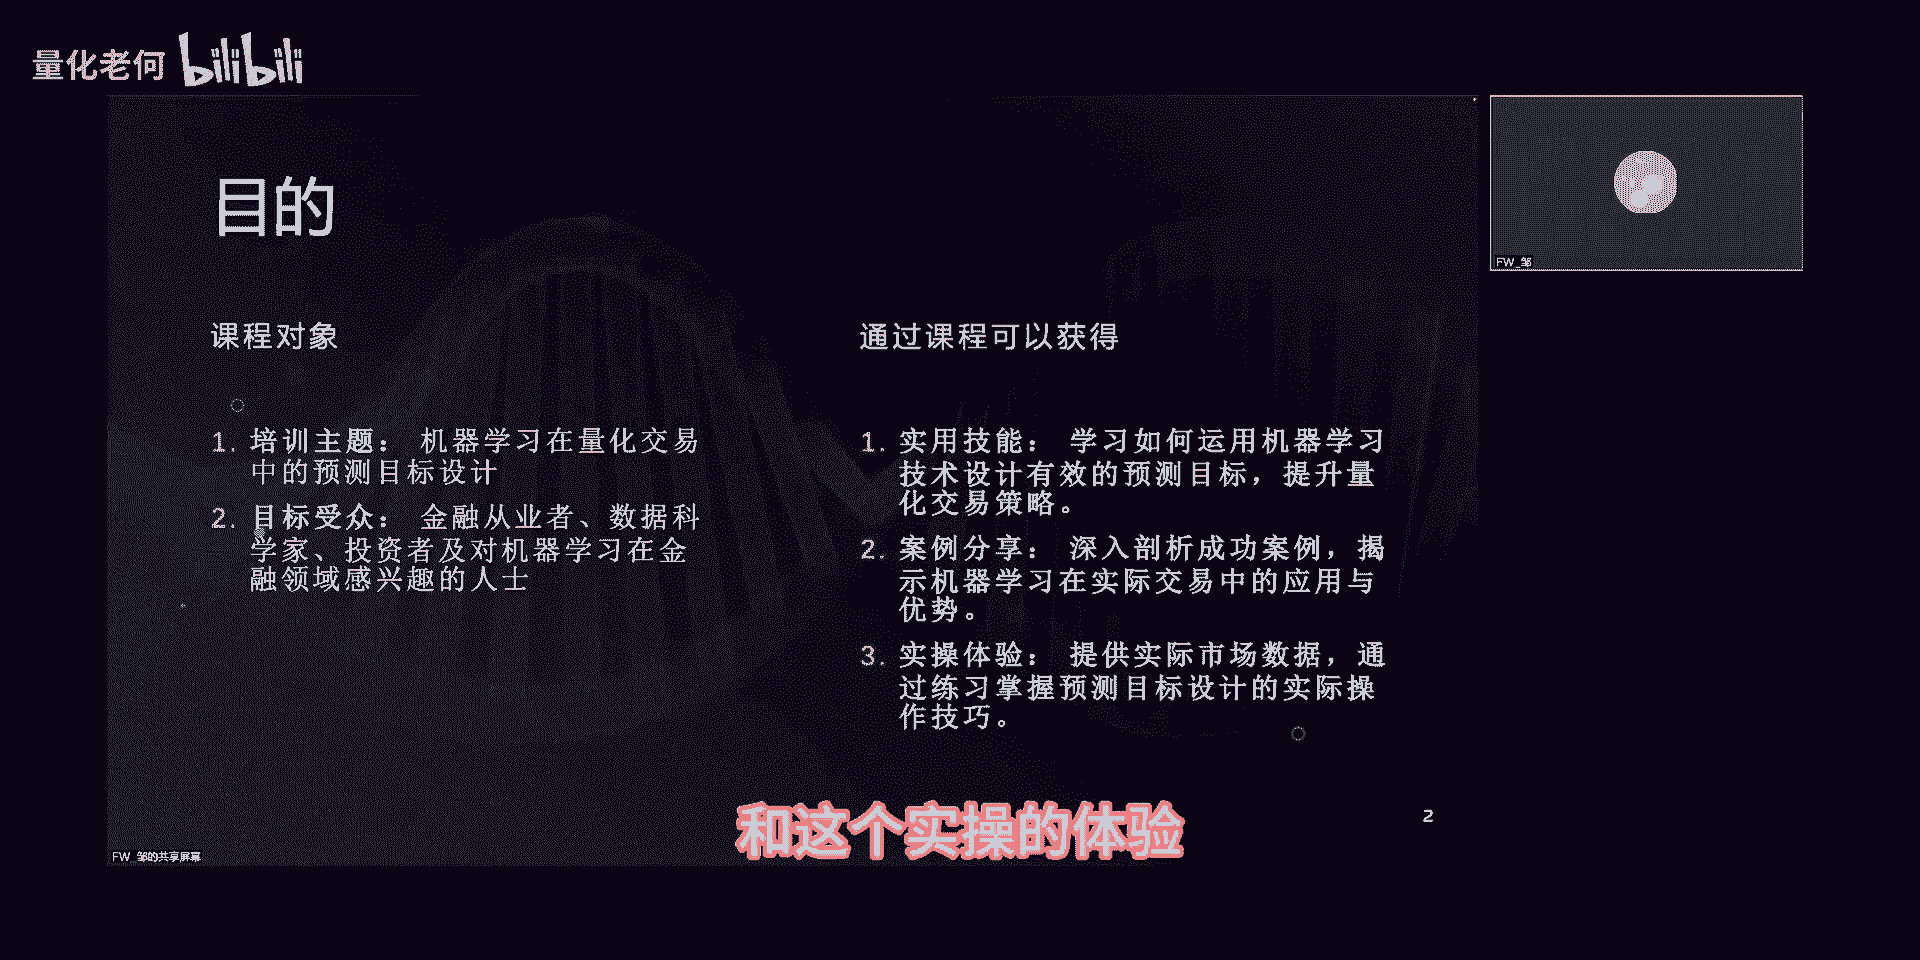 量化老何 bilibili
目的
课程对象
1. 培训主题： 机器学习在量化交易
中的预测目标设计
2. 目标受众： 金融从业者、数据科
学家、投资者及对机器学习在金
融领域感兴趣的人士
通过课程可以获得
1. 实用技能： 学习如何运用机器学习
技术设计有效的预测目标，提升量
化交易策略。
2. 案例分享： 深入剖析成功案例，揭
示机器学习在实际交易中的应用与
优势。
3. 实操体验： 提供实际市场数据，通
过练习掌握预测目标设计的实际操
作技巧。
FW_邹
和这个实操的体验
2
FW_邹的共享屏幕